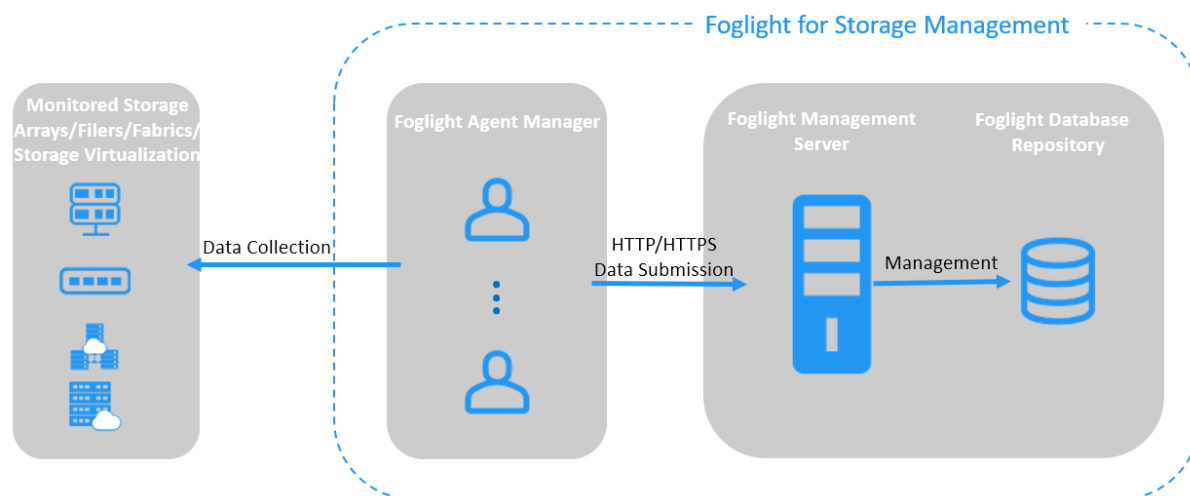 Foglight for Storage Management
Monitored Storage
Arrays/Filers/Fabrics/
Storage Virtualization
Data Collection
Foglight Agent Manager
HTTP/HTTPS
Data Submission
Foglight Management
Server
Management
Foglight Database
Repository